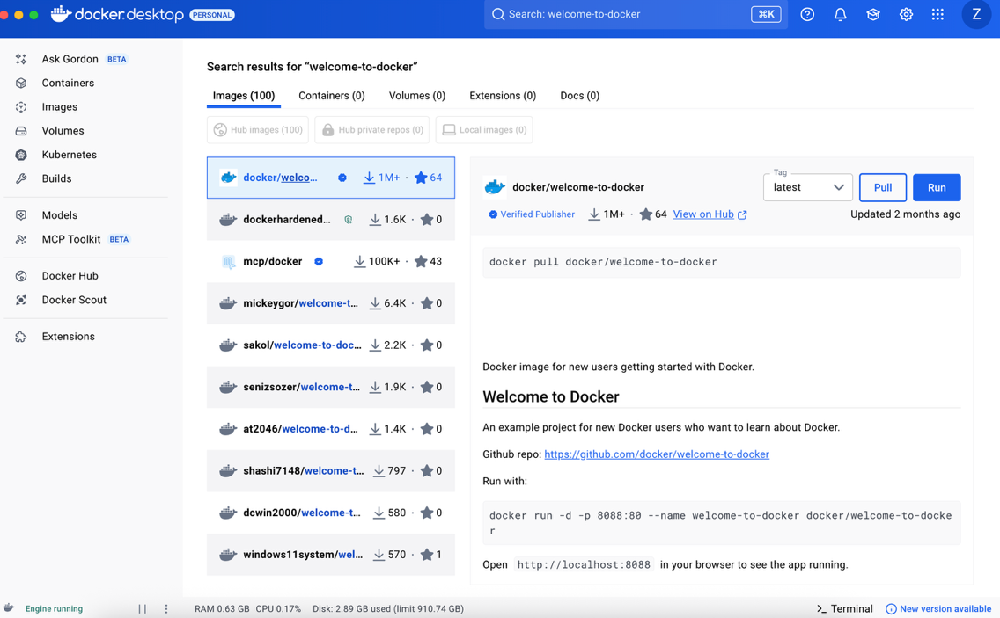 docker.desktop PERSONAL
Search: welcome-to-docker
⌘K
Z
Ask Gordon BETA
Containers
Images
Volumes
Kubernetes
Builds
Models
MCP Toolkit BETA
Docker Hub
Docker Scout
Extensions
Search results for “welcome-to-docker”
Images (100) Containers (0) Volumes (0) Extensions (0) Docs (0)
Hub images (100) Hub private repos (0) Local images (0)
docker/welco... 1M+ · 64
dockerhardened... 1.6K · 0
mcp/docker 100K+ · 43
mickeygor/welcome-t... 6.4K · 0
sakol/welcome-to-doc... 2.2K · 0
senizsozer/welcome-t... 1.9K · 0
at2046/welcome-to-d... 1.4K · 0
shashi7148/welcome-t... 797 · 0
dcwin2000/welcome-t... 580 · 0
windows11system/wel... 570 · 1
docker/welcome-to-docker
Verified Publisher 1M+ · 64 View on Hub
Tag
latest
Pull
Run
Updated 2 months ago
docker pull docker/welcome-to-docker
Docker image for new users getting started with Docker.
Welcome to Docker
An example project for new Docker users who want to learn about Docker.
Github repo: https://github.com/docker/welcome-to-docker
Run with:
docker run -d -p 8088:80 --name welcome-to-docker docker/welcome-to-docke
r
Open http://localhost:8088 in your browser to see the app running.
Engine running
RAM 0.63 GB CPU 0.17% Disk: 2.89 GB used (limit 910.74 GB)
Terminal
New version available